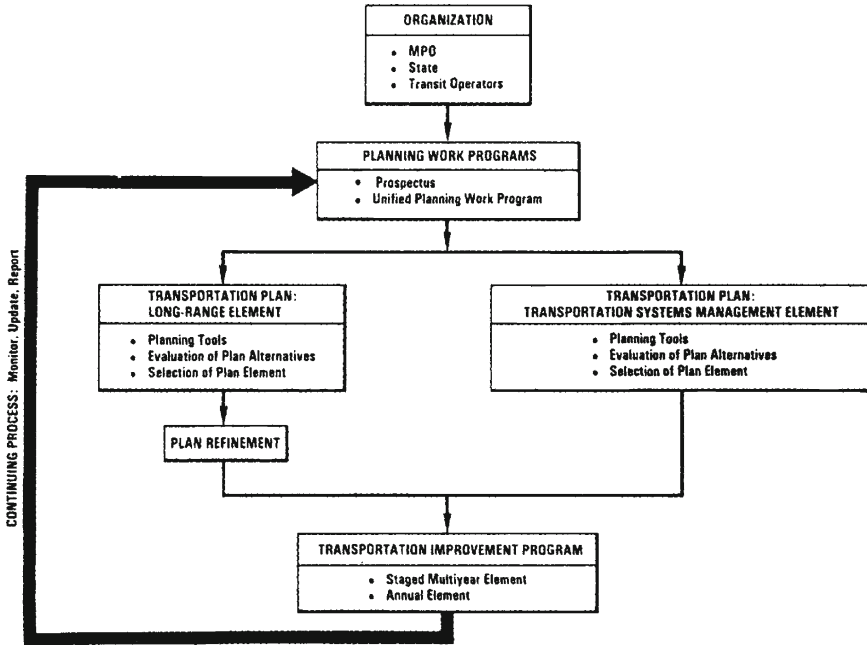 ORGANIZATION
• MPO
• State
• Transit Operators
PLANNING WORK PROGRAMS
• Prospectus
• Unified Planning Work Program
TRANSPORTATION PLAN:
LONG-RANGE ELEMENT
• Planning Tools
• Evaluation of Plan Alternatives
• Selection of Plan Element
TRANSPORTATION PLAN:
TRANSPORTATION SYSTEMS MANAGEMENT ELEMENT
• Planning Tools
• Evaluation of Plan Alternatives
• Selection of Plan Element
PLAN REFINEMENT
TRANSPORTATION IMPROVEMENT PROGRAM
• Staged Multiyear Element
• Annual Element
CONTINUING PROCESS: Monitor, Update, Report